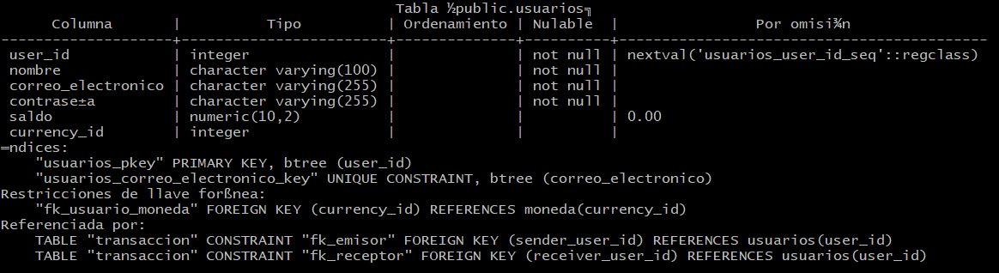 Tabla ½public.usuarios╗
      Columna       |          Tipo          | Ordenamiento | Nulable  |                Por omisi¾n
--------------------+------------------------+--------------+----------+-------------------------------------------
 user_id            | integer                |              | not null | nextval('usuarios_user_id_seq'::regclass)
 nombre             | character varying(100) |              | not null |
 correo_electronico | character varying(255) |              | not null |
 contrase±a         | character varying(255) |              | not null |
 saldo              | numeric(10,2)          |              |          | 0.00
 currency_id        | integer                |              |          |
═ndices:
    "usuarios_pkey" PRIMARY KEY, btree (user_id)
    "usuarios_correo_electronico_key" UNIQUE CONSTRAINT, btree (correo_electronico)
Restricciones de llave forßnea:
    "fk_usuario_moneda" FOREIGN KEY (currency_id) REFERENCES moneda(currency_id)
Referenciada por:
    TABLE "transaccion" CONSTRAINT "fk_emisor" FOREIGN KEY (sender_user_id) REFERENCES usuarios(user_id)
    TABLE "transaccion" CONSTRAINT "fk_receptor" FOREIGN KEY (receiver_user_id) REFERENCES usuarios(user_id)